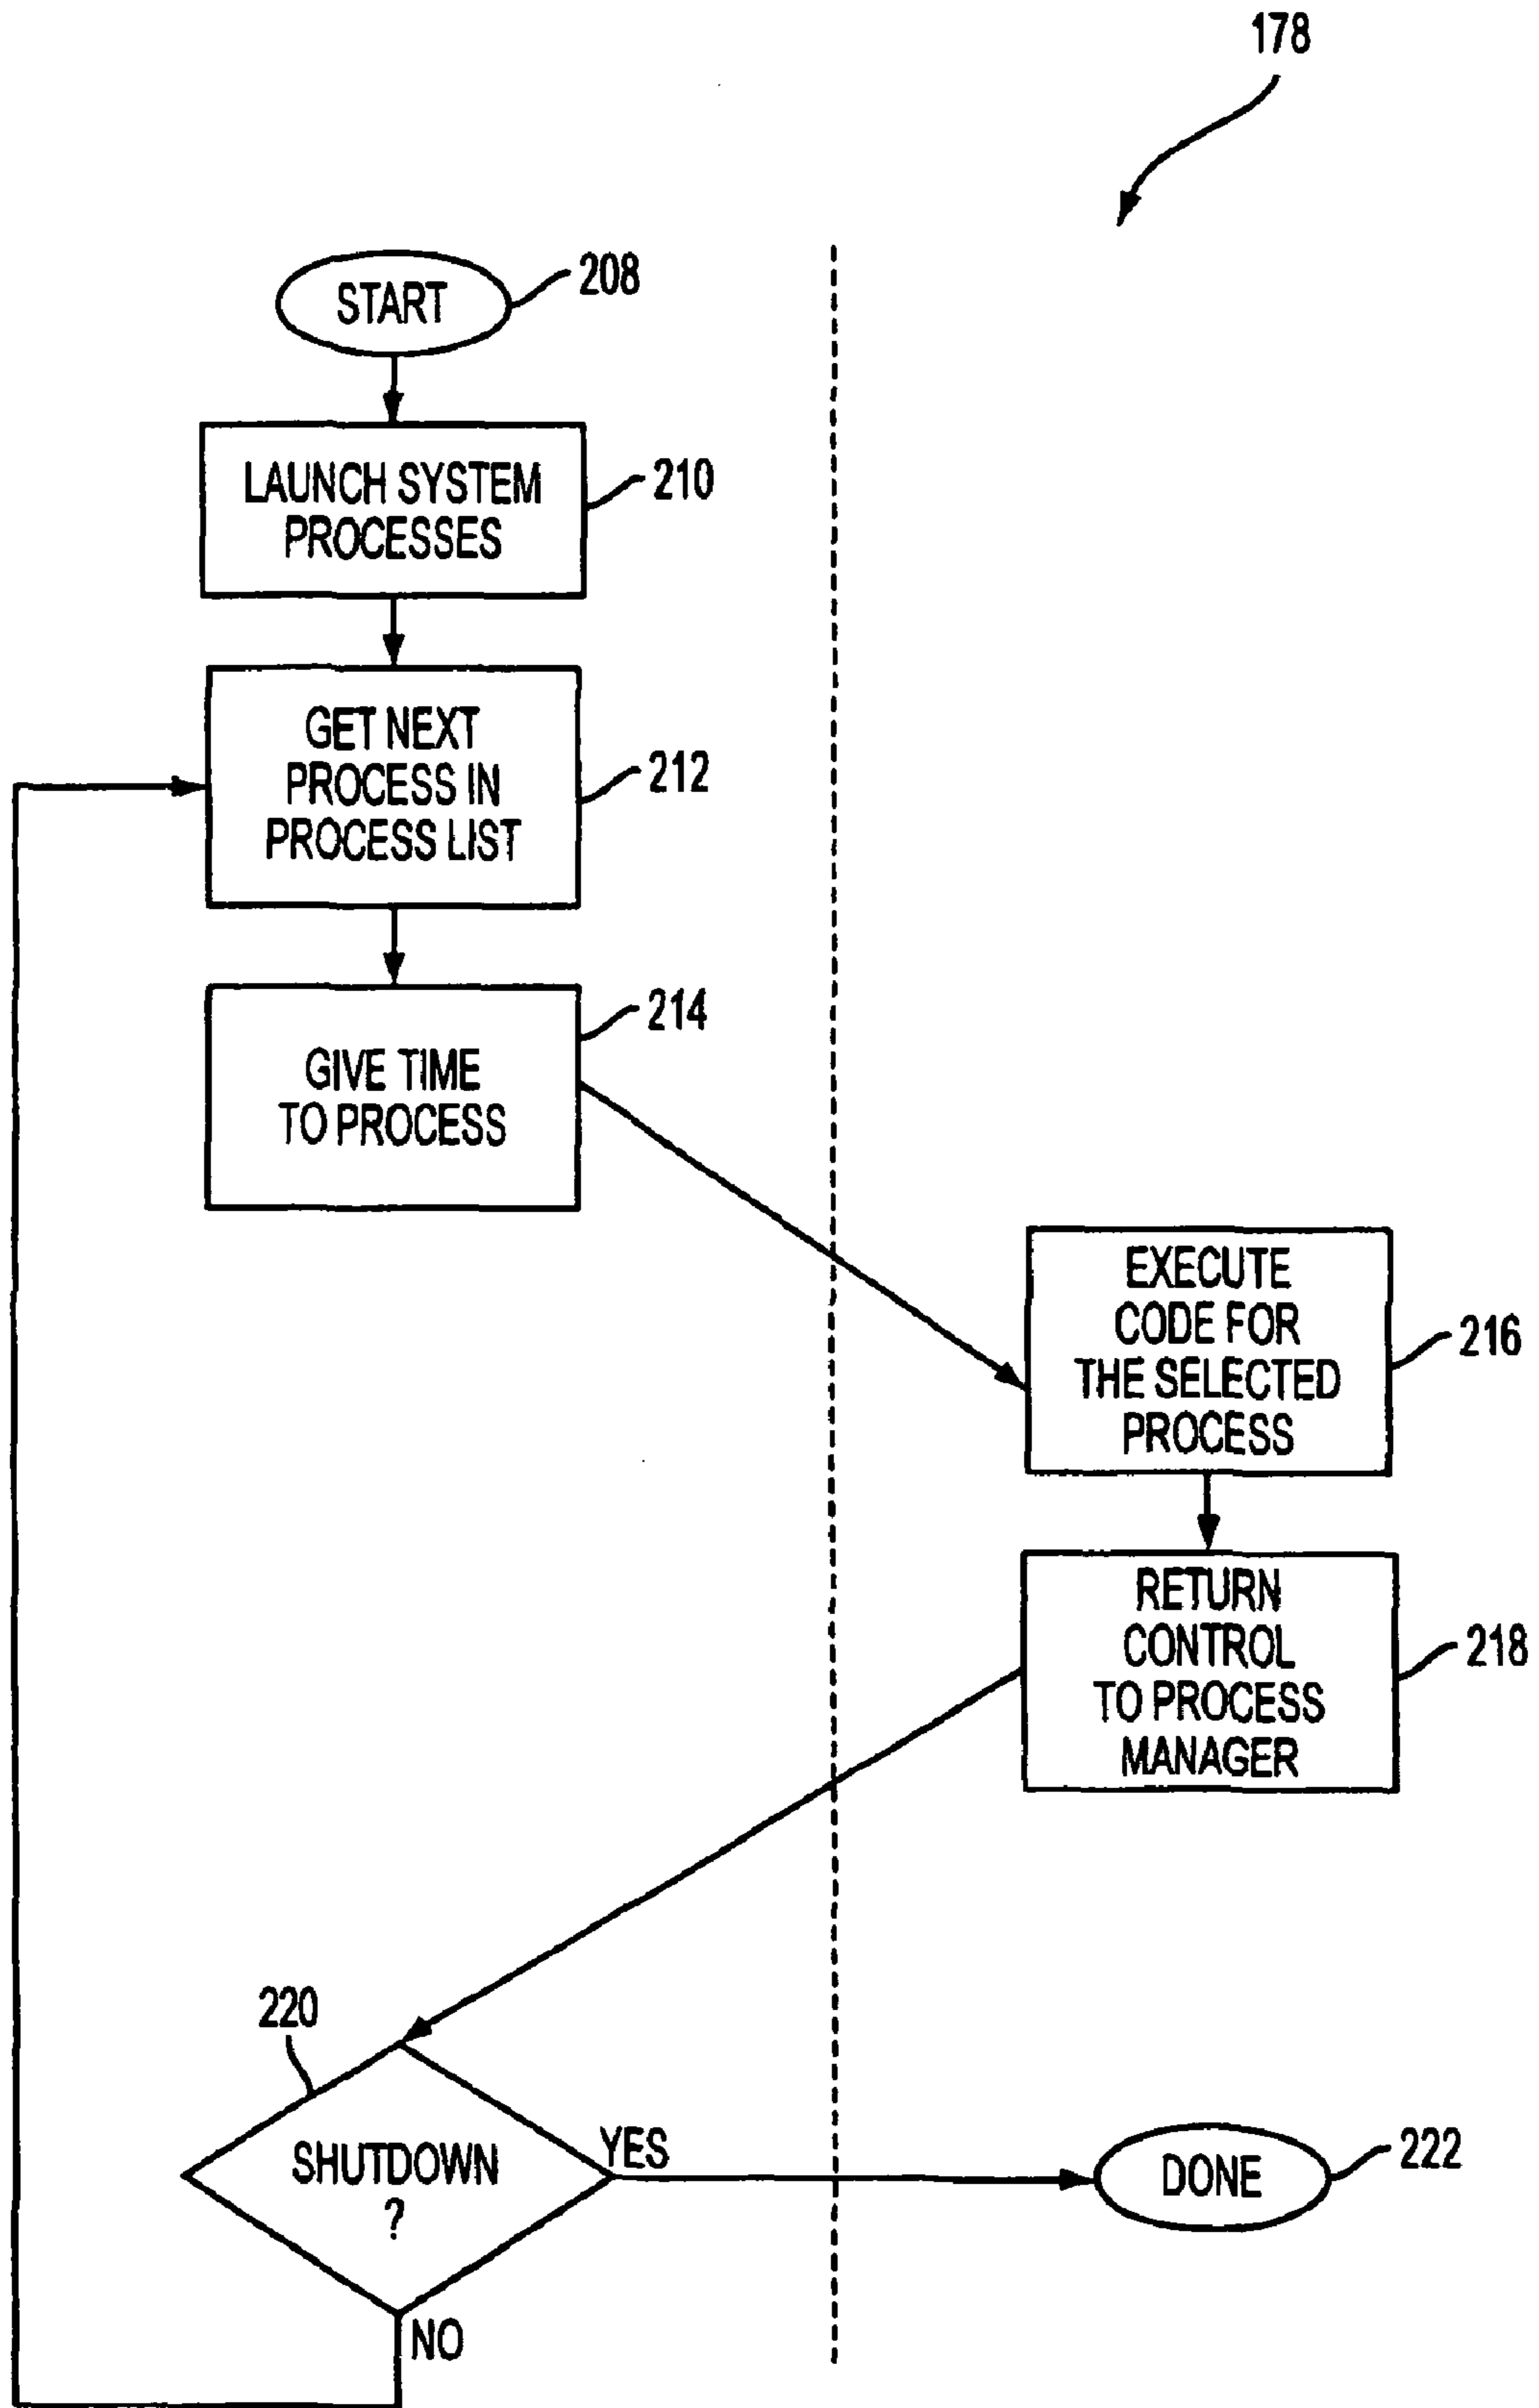 178
START
208
LAUNCH SYSTEM
PROCESSES
210
GET NEXT
PROCESS IN
PROCESS LIST
212
214
GIVE TIME
TO PROCESS
EXECUTE
CODE FOR
THE SELECTED
PROCESS
216
RETURN
CONTROL
TO PROCESS
MANAGER
218
220
SHUTDOWN
?
YES
NO
DONE
222